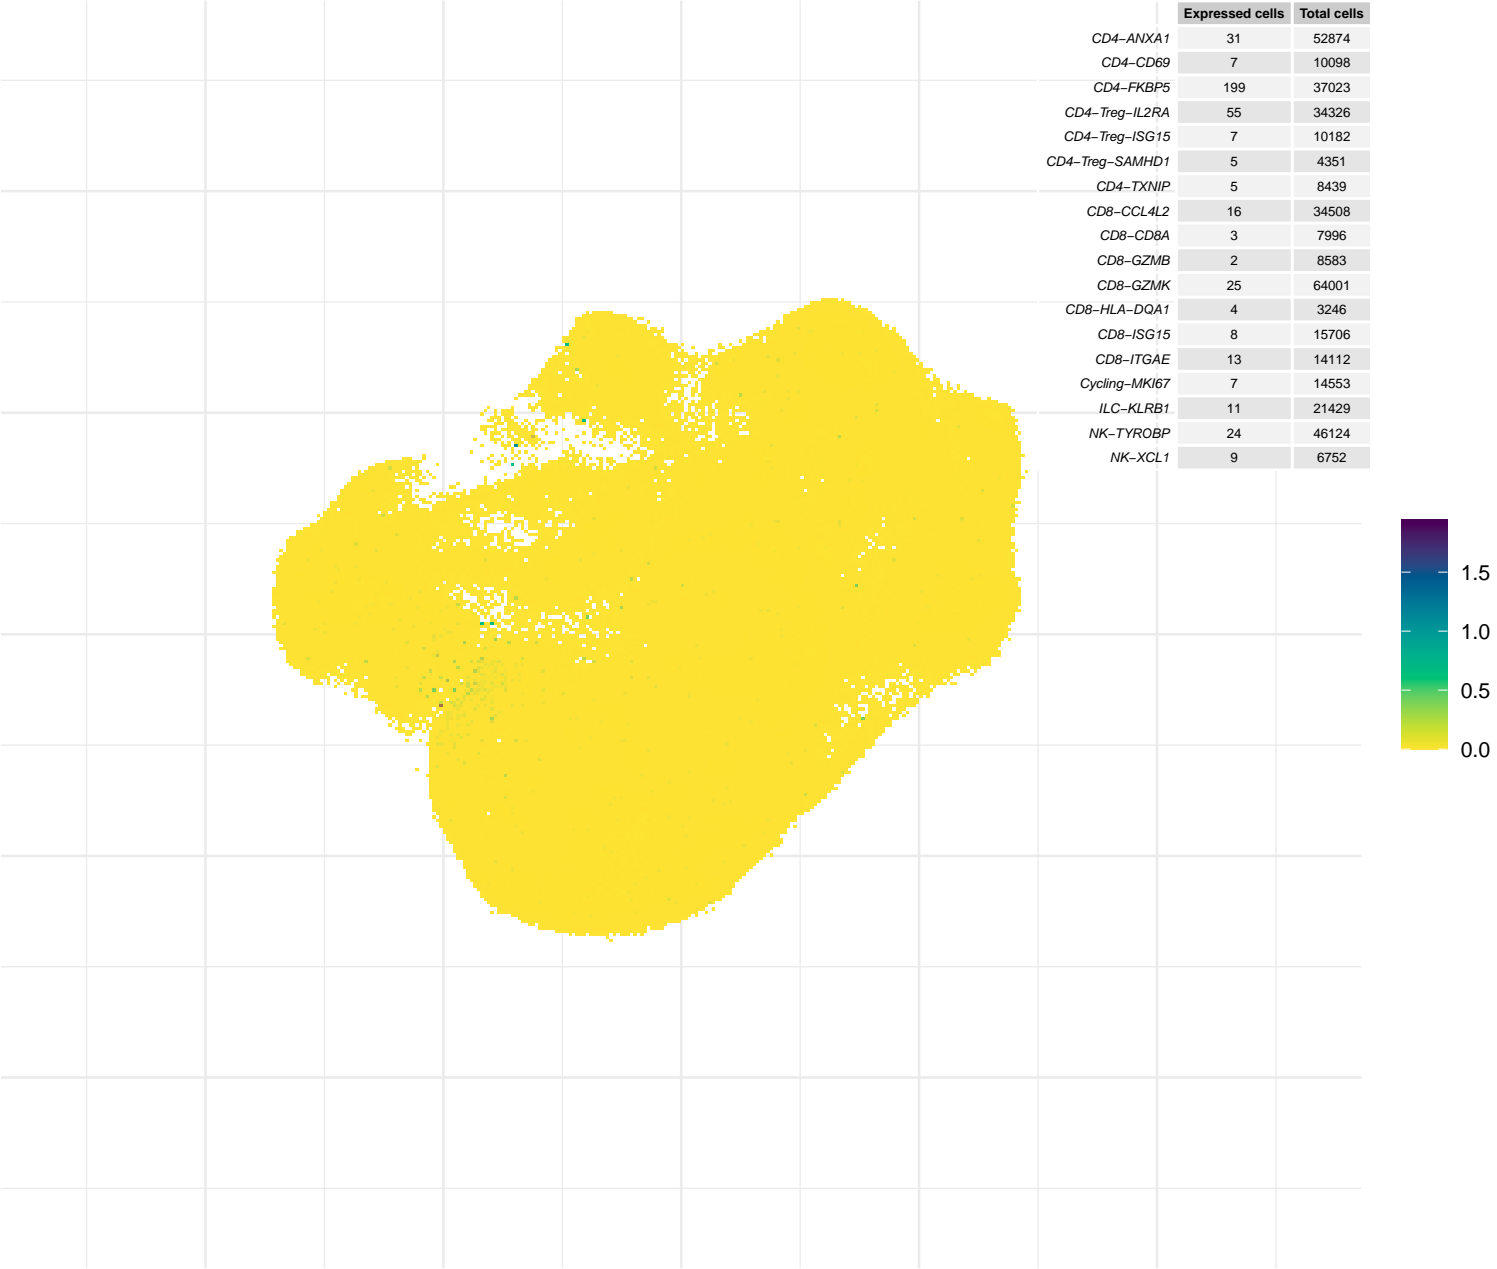 Expressed cells Total cells
CD4−ANXA1 31 52874
CD4−CD69 7 10098
CD4−FKBP5 199 37023
CD4−Treg−IL2RA 55 34326
CD4−Treg−ISG15 7 10182
CD4−Treg−SAMHD1 5 4351
CD4−TXNIP 5 8439
CD8−CCL4L2 16 34508
CD8−CD8A 3 7996
CD8−GZMB 2 8583
CD8−GZMK 25 64001
CD8−HLA−DQA1 4 3246
CD8−ISG15 8 15706
CD8−ITGAE 13 14112
Cycling−MKI67 7 14553
ILC−KLRB1 11 21429
NK−TYROBP 24 46124
NK−XCL1 9 6752
1.5
1.0
0.5
0.0